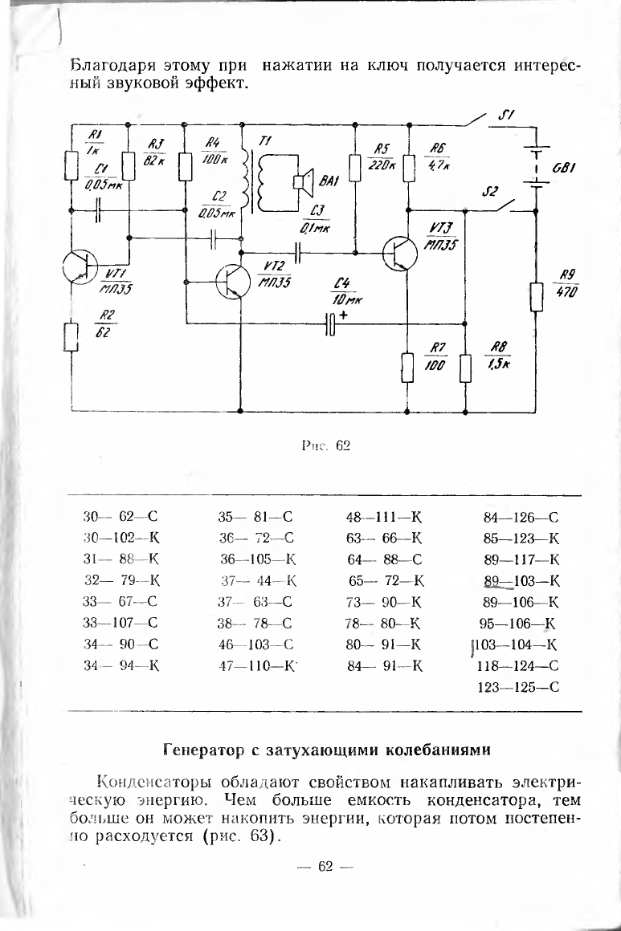 Благодаря этому при нажатии на ключ получается интерес-
ный звуковой эффект.
S1
R1
1к
R3
82к
R4
100к
T1
R5
220к
R6
4,7к
GB1
C1
0,05мк
BA1
S2
C2
0,05мк
C3
0,1мк
VT3
МП35
VT1
МП35
VT2
МП35
C4
10мк
+
R9
470
R2
62
R7
100
R8
1,5к
Рис. 62
30— 62—С 35— 81—С 48—111—К 84—126—С
30—102—К 36— 72—С 63— 66—К 85—123—К
31— 88—К 36—105—К 64— 88—С 89—117—К
32— 79—К 37— 44—К 65— 72—К 89—103—К
33— 67—С 37— 63—С 73— 90—К 89—106—К
33—107—С 38— 78—С 78— 80—К 95—106—К
34— 90—С 46—103—С 80— 91—К 103—104—К
34— 94—К 47—110—К 84— 91—К 118—124—С
123—125—С
Генератор с затухающими колебаниями
Конденсаторы обладают свойством накапливать электри-
ческую энергию. Чем больше емкость конденсатора, тем
больше он может накопить энергии, которая потом постепен-
но расходуется (рис. 63).
— 62 —